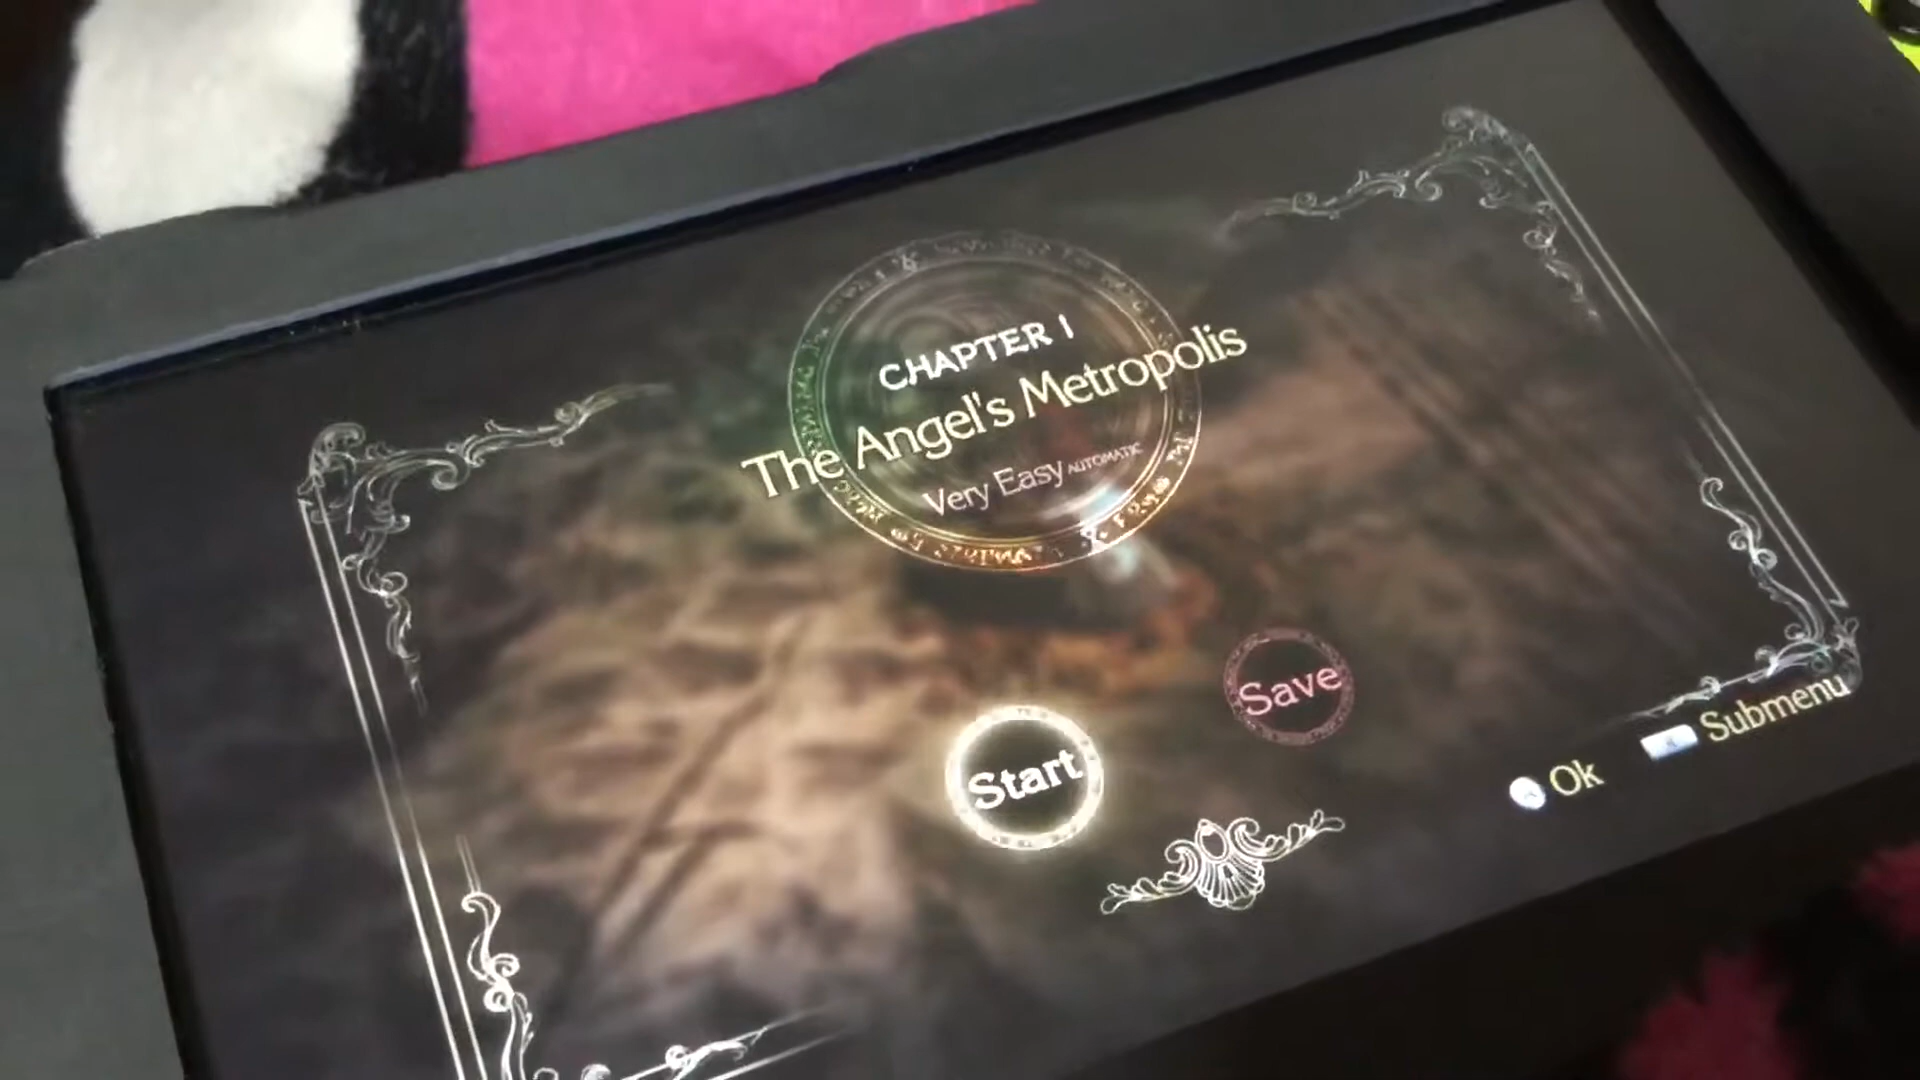 CHAPTER I
The Angel's Metropolis
Very Easy AUTOMATIC
Start
Save
Ok
Submenu